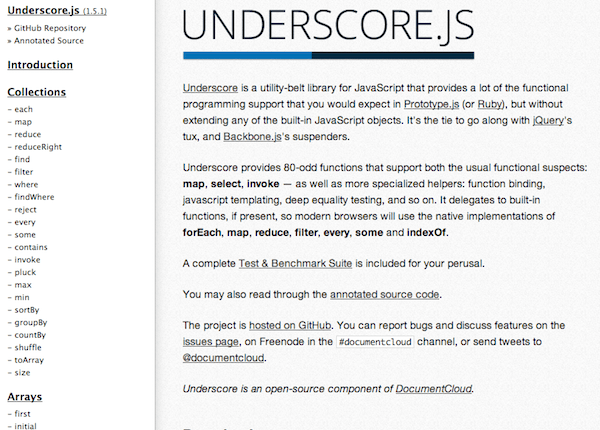 Underscore.js (1.5.1)
» GitHub Repository
» Annotated Source
Introduction
Collections
- each
- map
- reduce
- reduceRight
- find
- filter
- where
- findWhere
- reject
- every
- some
- contains
- invoke
- pluck
- max
- min
- sortBy
- groupBy
- countBy
- shuffle
- toArray
- size
Arrays
- first
- initial
UNDERSCORE.JS
Underscore is a utility-belt library for JavaScript that provides a lot of the functional
programming support that you would expect in Prototype.js (or Ruby), but without
extending any of the built-in JavaScript objects. It's the tie to go along with jQuery's
tux, and Backbone.js's suspenders.
Underscore provides 80-odd functions that support both the usual functional suspects:
map, select, invoke — as well as more specialized helpers: function binding,
javascript templating, deep equality testing, and so on. It delegates to built-in
functions, if present, so modern browsers will use the native implementations of
forEach, map, reduce, filter, every, some and indexOf.
A complete Test & Benchmark Suite is included for your perusal.
You may also read through the annotated source code.
The project is hosted on GitHub. You can report bugs and discuss features on the
issues page, on Freenode in the #documentcloud channel, or send tweets to
@documentcloud.
Underscore is an open-source component of DocumentCloud.